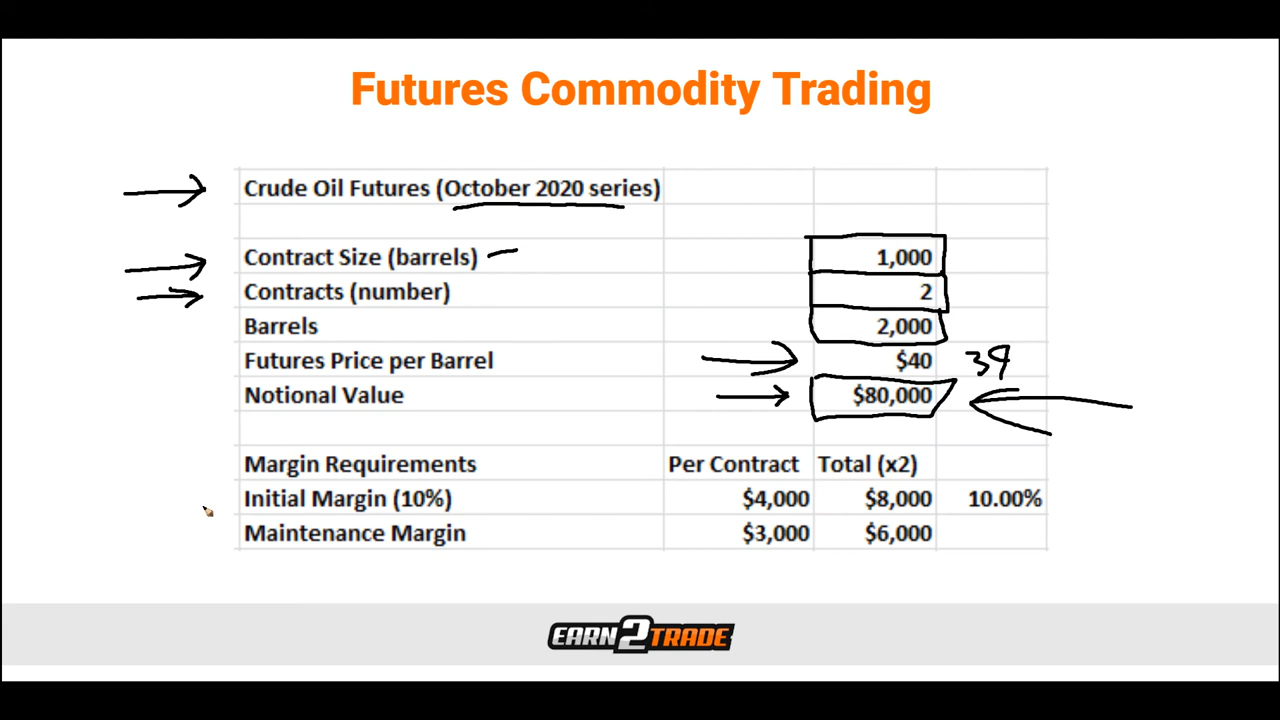 Futures Commodity Trading
Crude Oil Futures (October 2020 series)
Contract Size (barrels) 1,000
Contracts (number) 2
Barrels 2,000
Futures Price per Barrel $40 39
Notional Value $80,000
Margin Requirements Per Contract Total (x2)
Initial Margin (10%) $4,000 $8,000 10.00%
Maintenance Margin $3,000 $6,000
EARN2TRADE